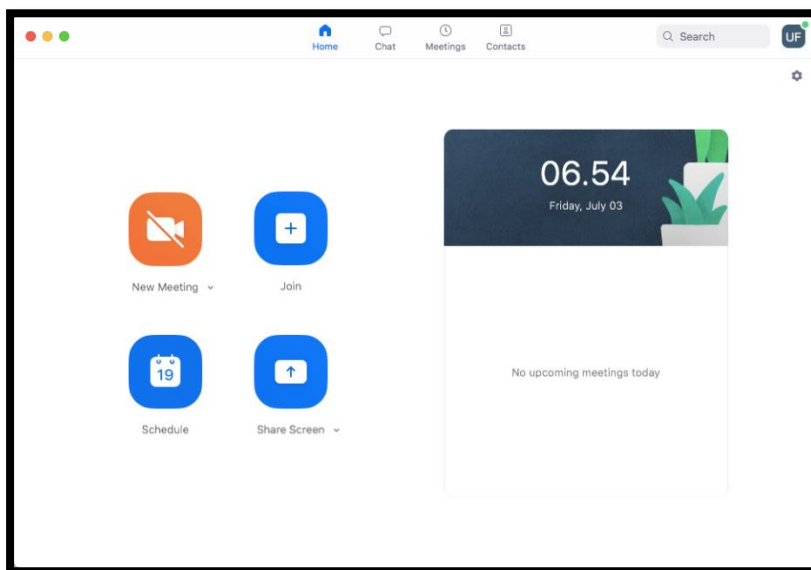 Home Chat Meetings Contacts
Search
UF
06.54
Friday, July 03
New Meeting
Join
19
Schedule
Share Screen
No upcoming meetings today